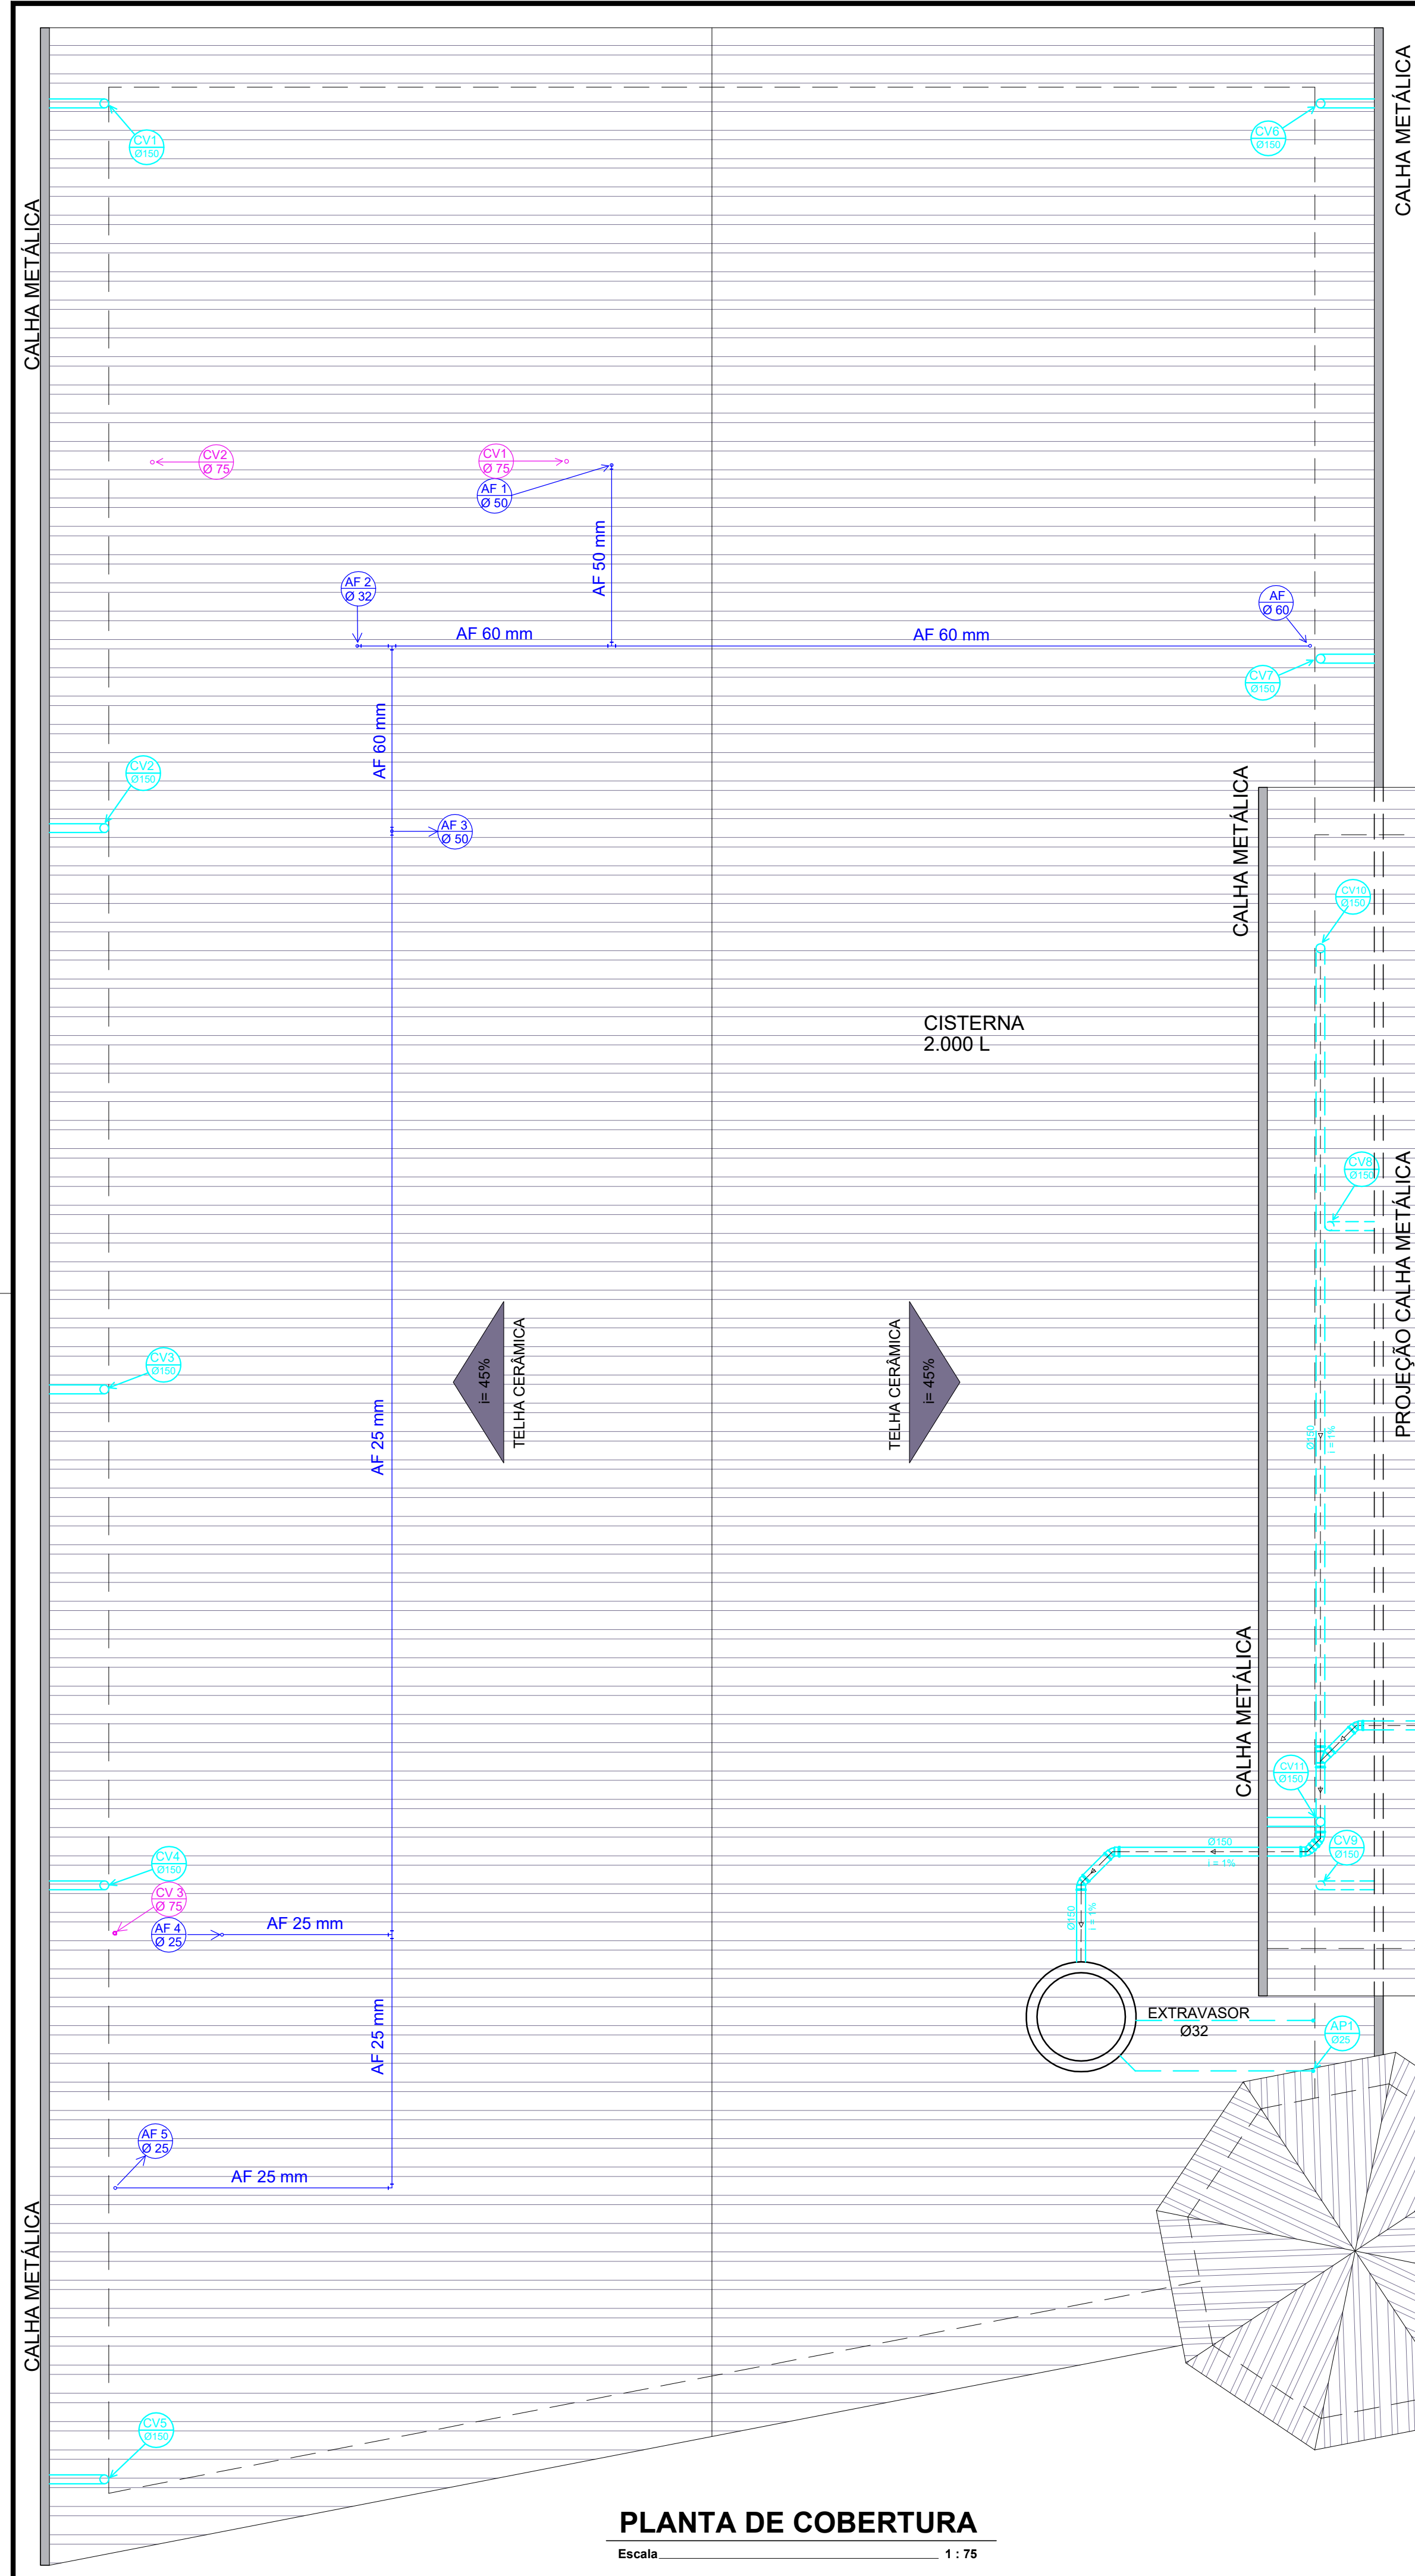 CALHA METÁLICA
CV1
Ø150
CV6
Ø150
CALHA METÁLICA
CV2
Ø 75
CV1
Ø 75
AF 1
Ø 50
AF 50 mm
AF 2
Ø 32
AF
Ø 60
AF 60 mm
AF 60 mm
CV7
Ø150
AF 60 mm
CV2
Ø150
AF 3
Ø 50
CALHA METÁLICA
CV10
Ø150
CISTERNA
2.000 L
CV8
Ø150
PROJEÇÃO CALHA METÁLICA
CV3
Ø150
i= 45%
TELHA CERÂMICA
TELHA CERÂMICA
i= 45%
AF 25 mm
Ø150
i = 1%
CALHA METÁLICA
CV11
Ø150
CV4
Ø150
Ø150
i = 1%
CV9
Ø150
CV 3
Ø 75
AF 4
Ø 25
AF 25 mm
Ø150
i = 1%
EXTRAVASOR
Ø32
AP1
Ø25
AF 25 mm
AF 5
Ø 25
AF 25 mm
CALHA METÁLICA
CV5
Ø150
PLANTA DE COBERTURA
Escala 1 : 75